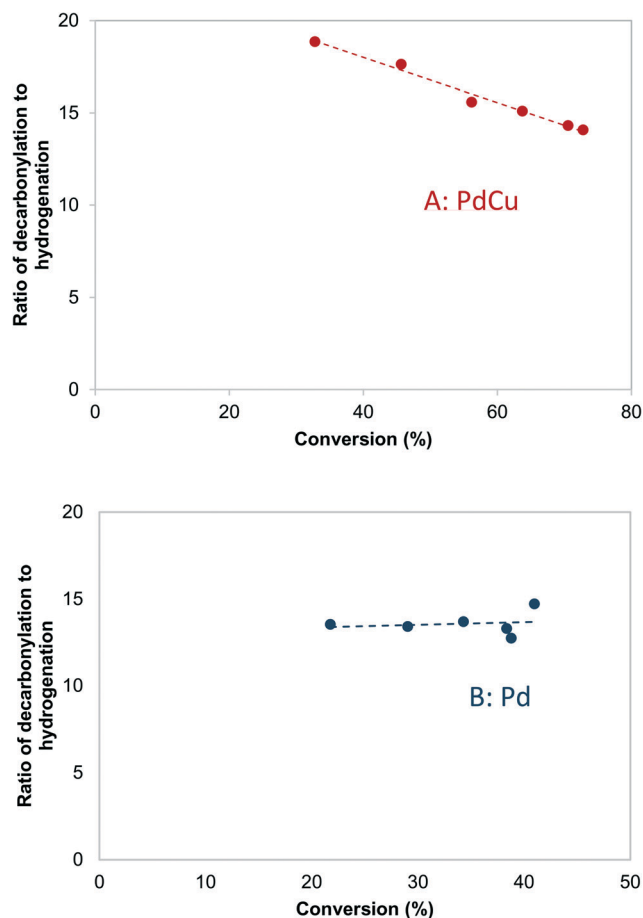 Ratio of decarbonylation to
hydrogenation
20
15
10
5
0
A: PdCu
0 20 40 60 80
Conversion (%)
Ratio of decarbonylation to
hydrogenation
20
15
10
5
0
B: Pd
0 10 20 30 40 50
Conversion (%)